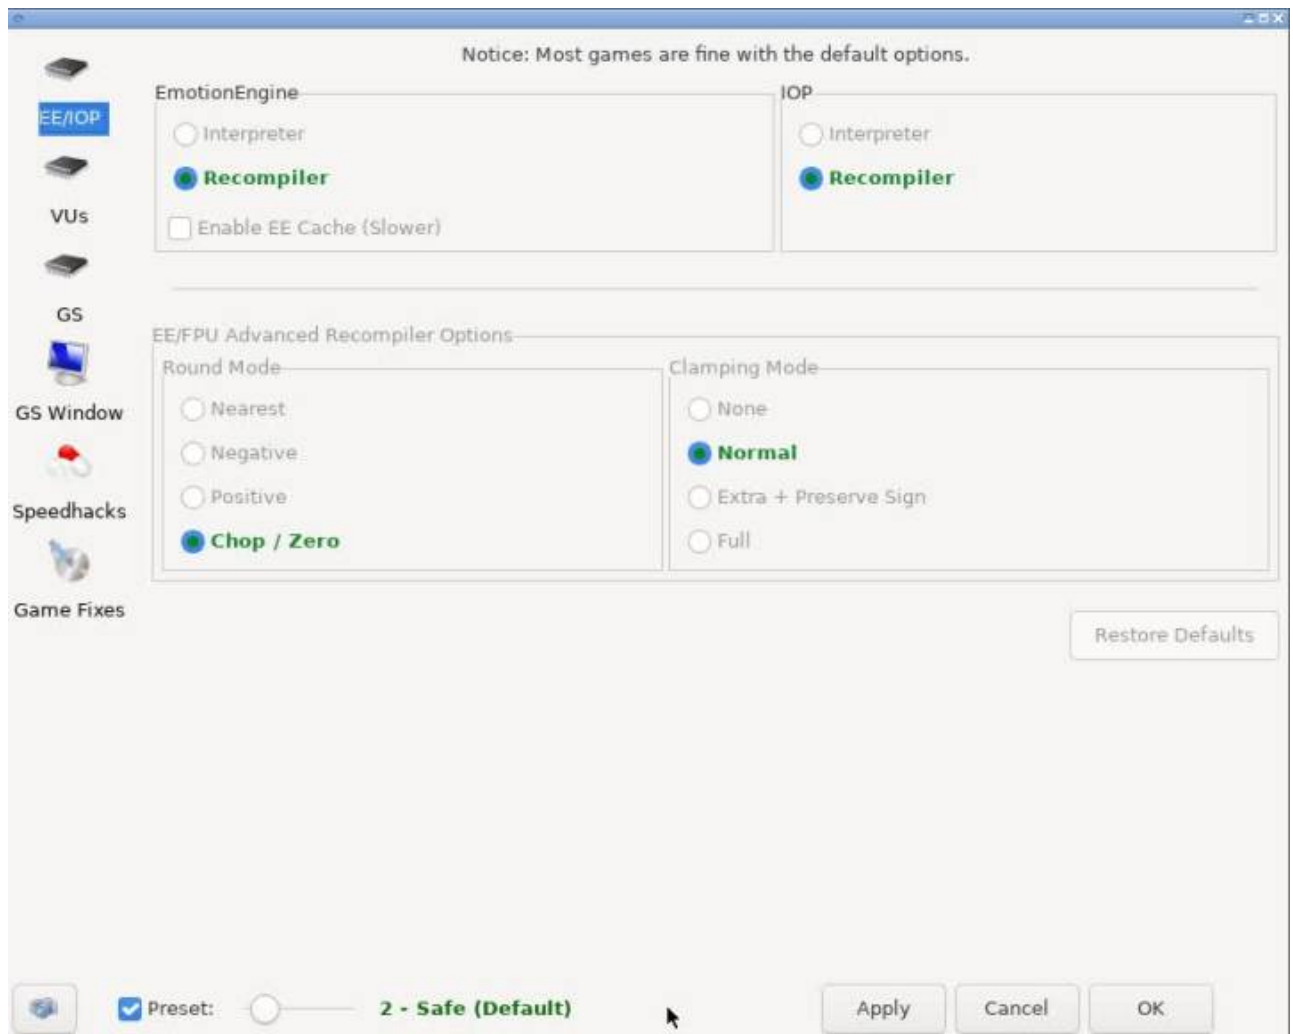 Notice: Most games are fine with the default options.
EE/IOP
VUs
GS
GS Window
Speedhacks
Game Fixes
EmotionEngine
Interpreter
Recompiler
Enable EE Cache (Slower)
IOP
Interpreter
Recompiler
EE/FPU Advanced Recompiler Options
Round Mode
Nearest
Negative
Positive
Chop / Zero
Clamping Mode
None
Normal
Extra + Preserve Sign
Full
Restore Defaults
Preset:
2 - Safe (Default)
Apply
Cancel
OK